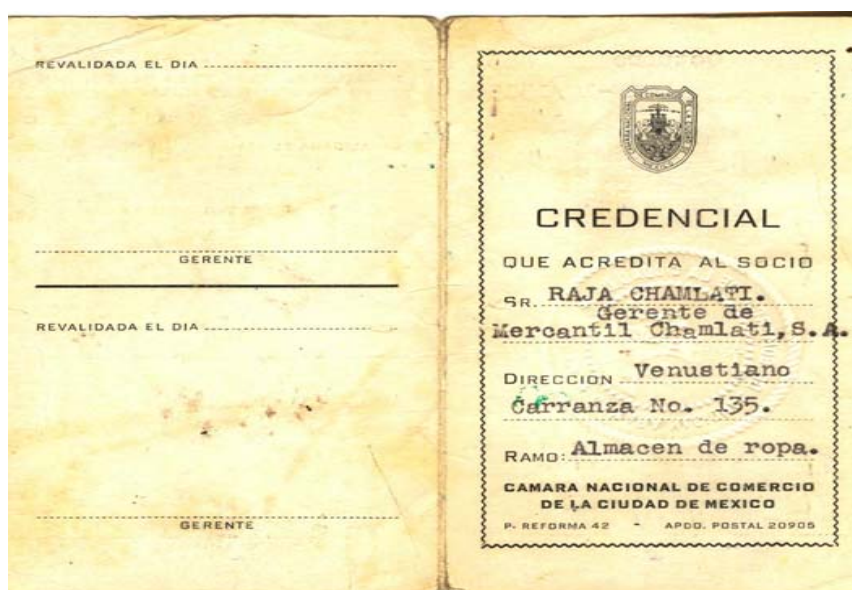 REVALIDADA EL DIA
GERENTE
REVALIDADA EL DIA
GERENTE
CREDENCIAL
QUE ACREDITA AL SOCIO
SR. RAJA CHAMLATI.
Gerente de
Mercantil Chamlati, S.A.
DIRECCION Venustiano
Carranza No. 135.
RAMO: Almacen de ropa.
CAMARA NACIONAL DE COMERCIO
DE LA CIUDAD DE MEXICO
P. REFORMA 42 - APDO. POSTAL 20905